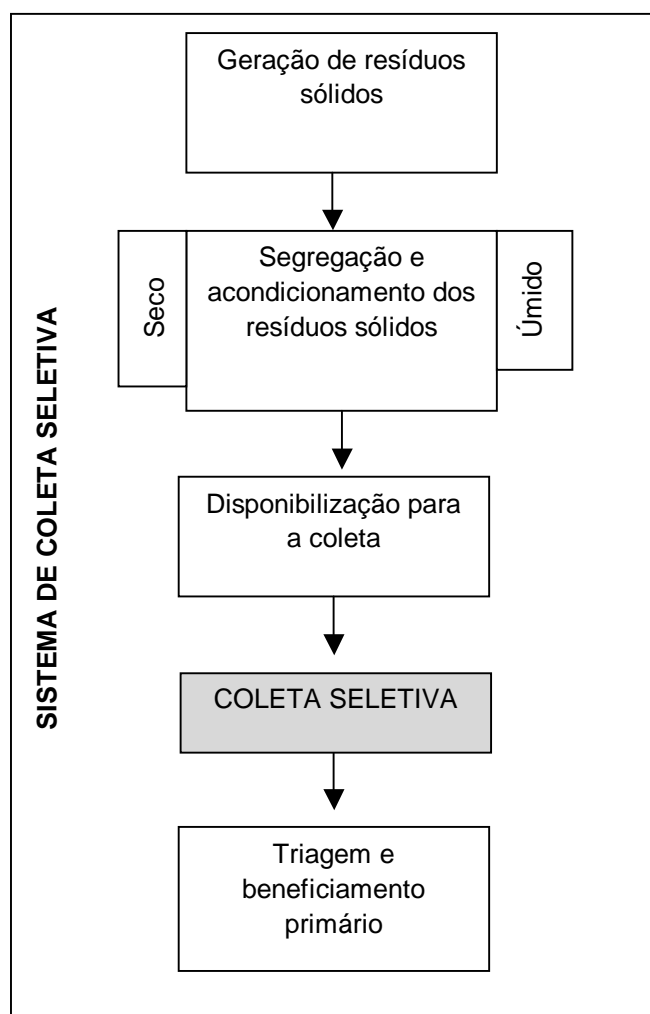 SISTEMA DE COLETA SELETIVA
Geração de resíduos
sólidos
Seco
Segregação e
acondicionamento dos
resíduos sólidos
Úmido
Disponibilização para
a coleta
COLETA SELETIVA
Triagem e
beneficiamento
primário